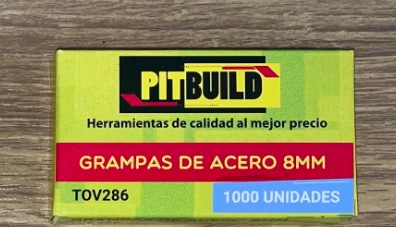 PITBUILD
Herramientas de calidad al mejor precio
GRAMPAS DE ACERO 8MM
TOV286 1000 UNIDADES